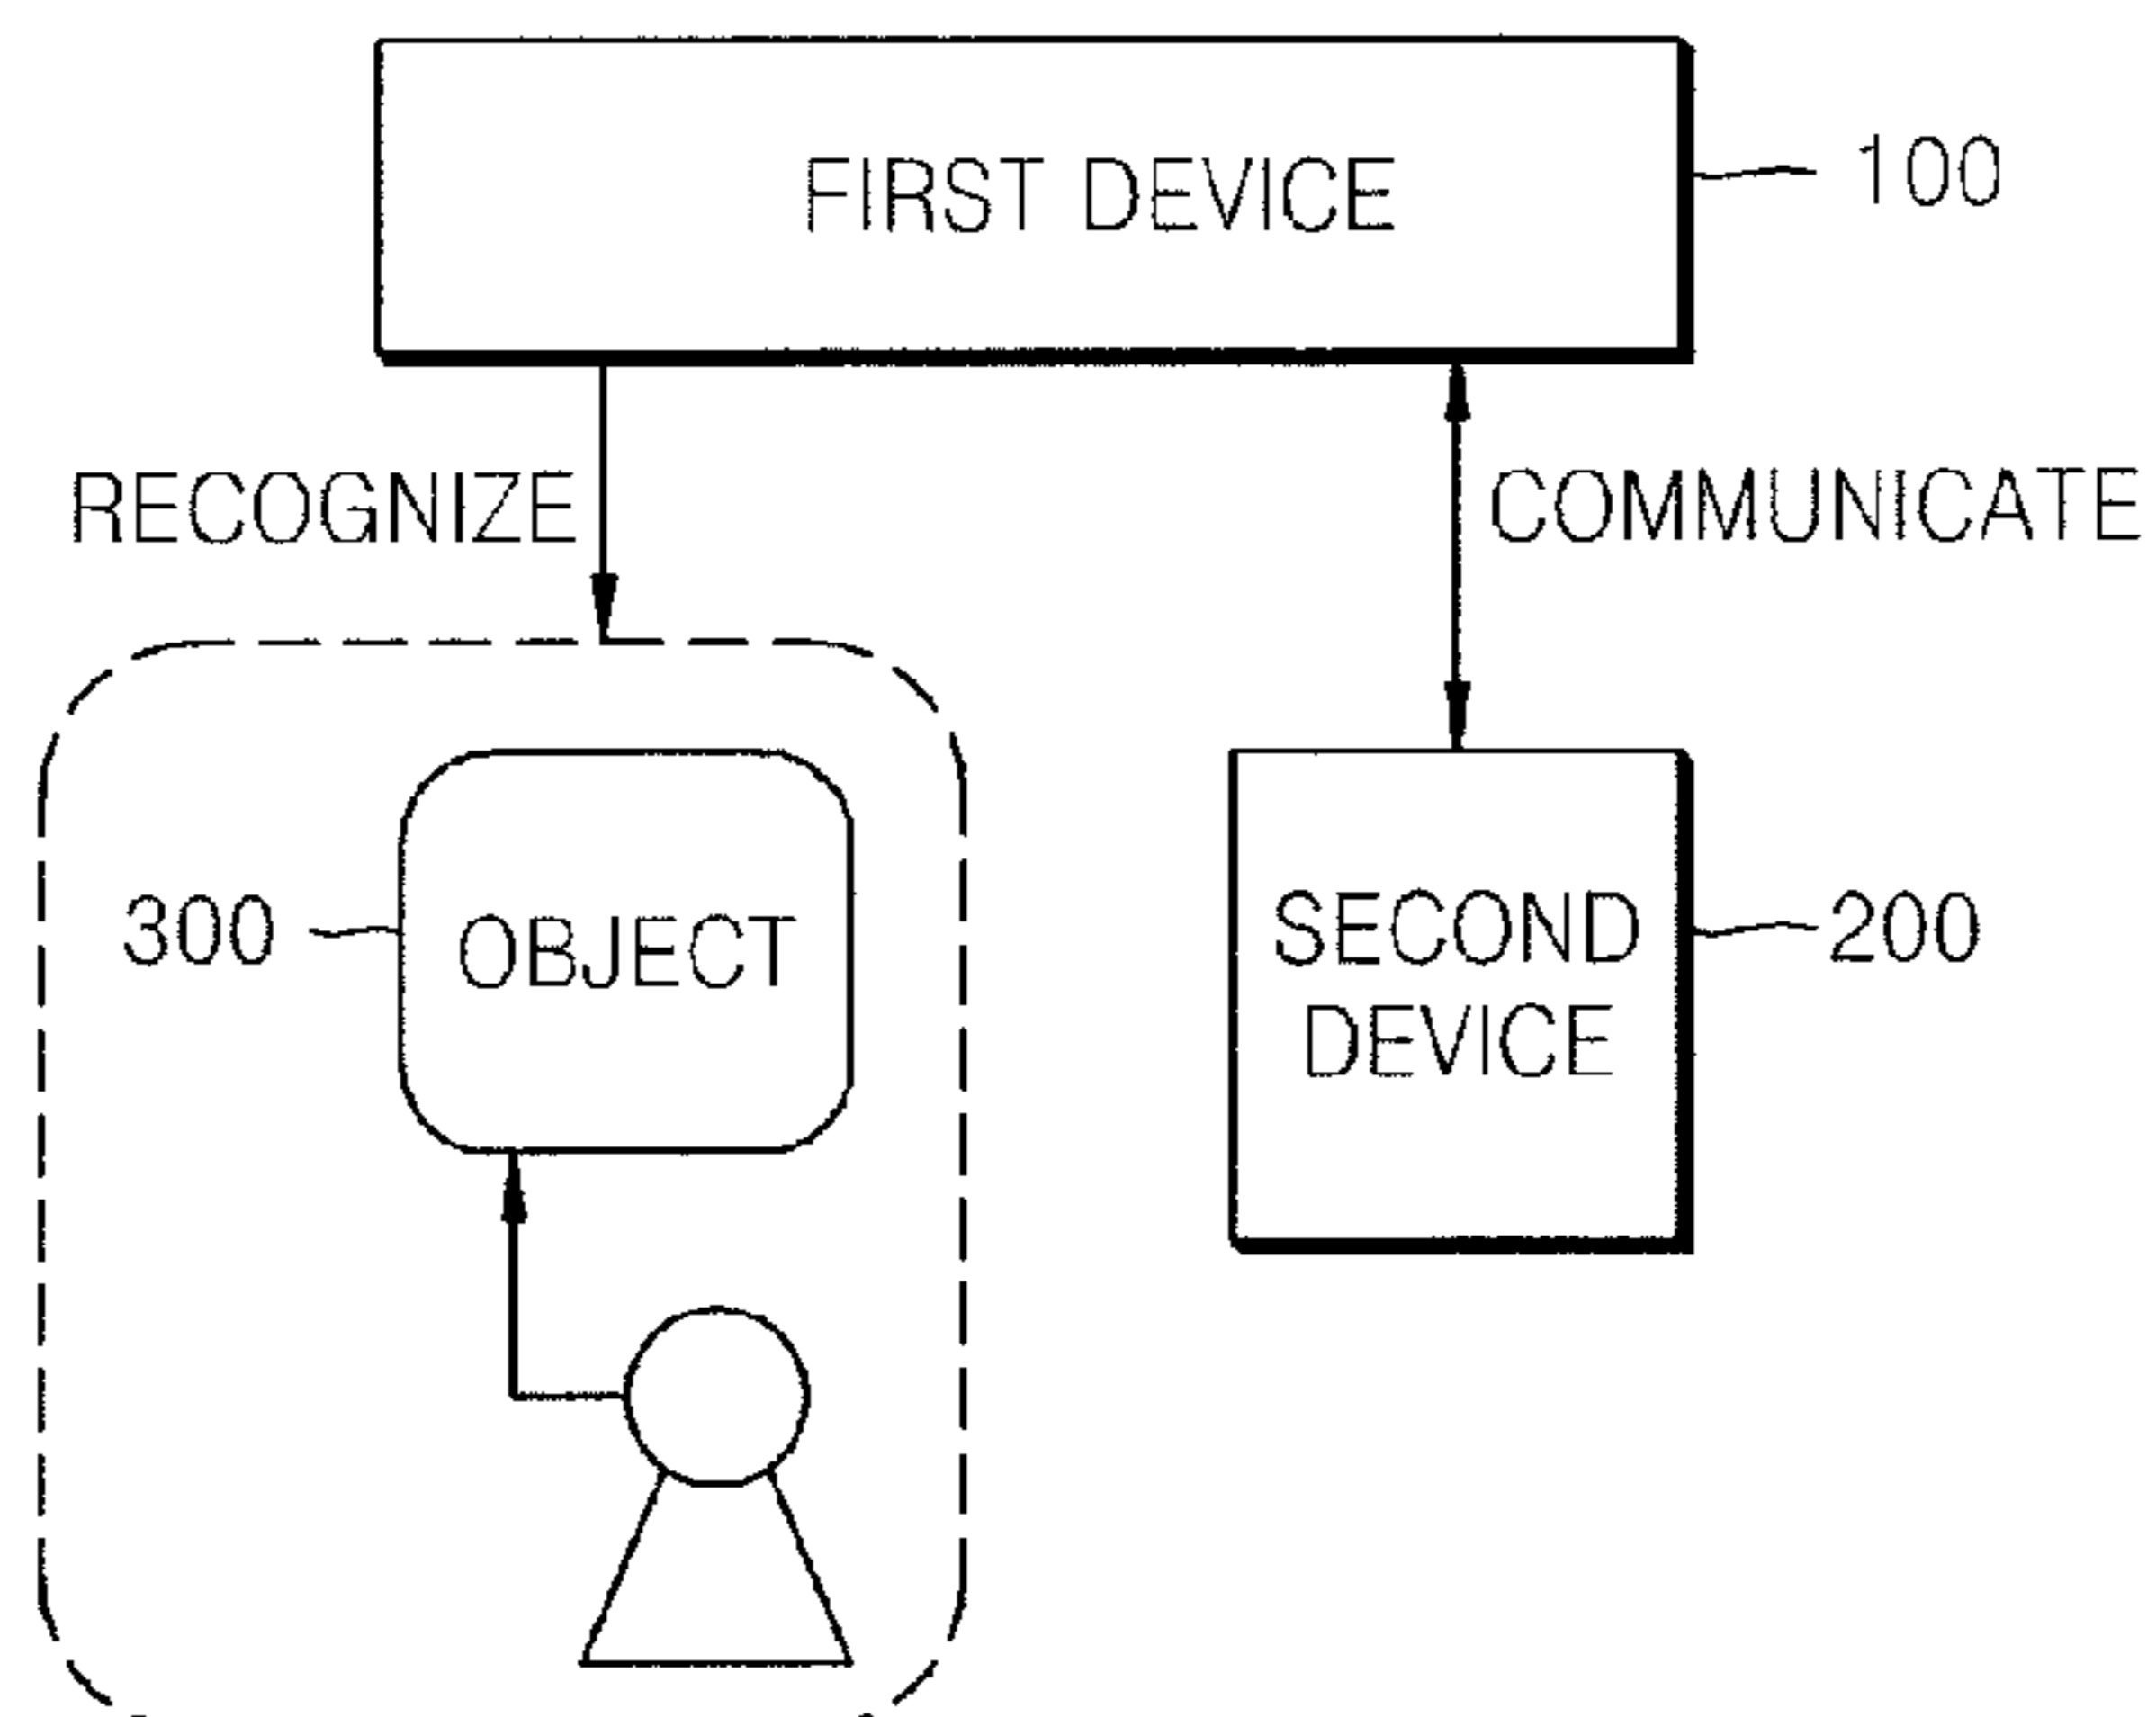 FIRST DEVICE
100
RECOGNIZE
COMMUNICATE
300
OBJECT
SECOND
DEVICE
200